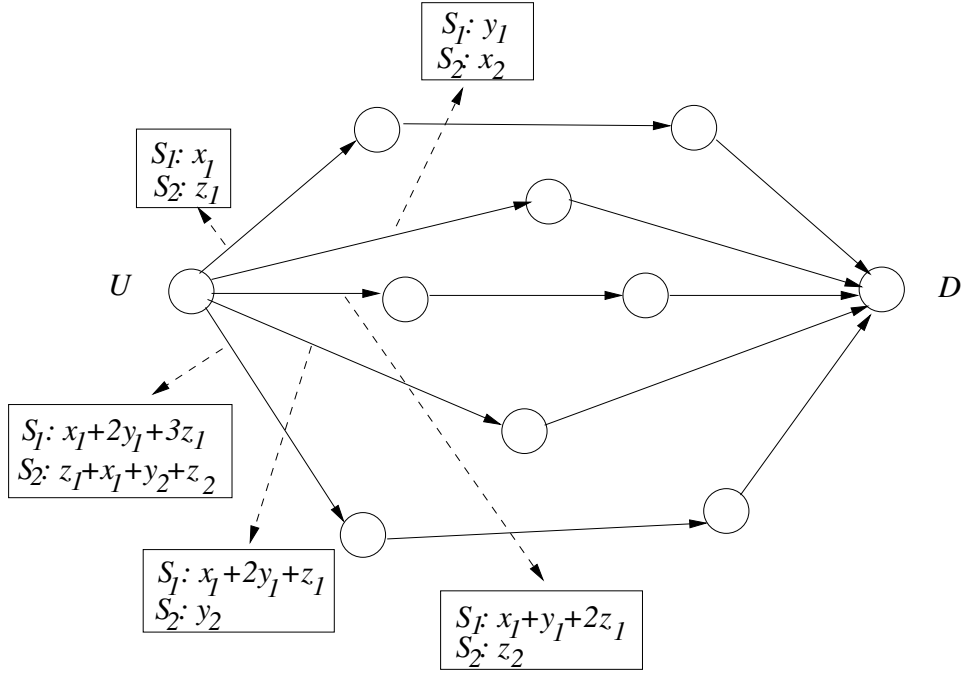 S₁: y₁
S₂: x₂
S₁: x₁
S₂: z₁
U
D
S₁: x₁+2y₁+3z₁
S₂: z₁+x₁+y₂+z₂
S₁: x₁+2y₁+z₁
S₂: y₂
S₁: x₁+y₁+2z₁
S₂: z₂